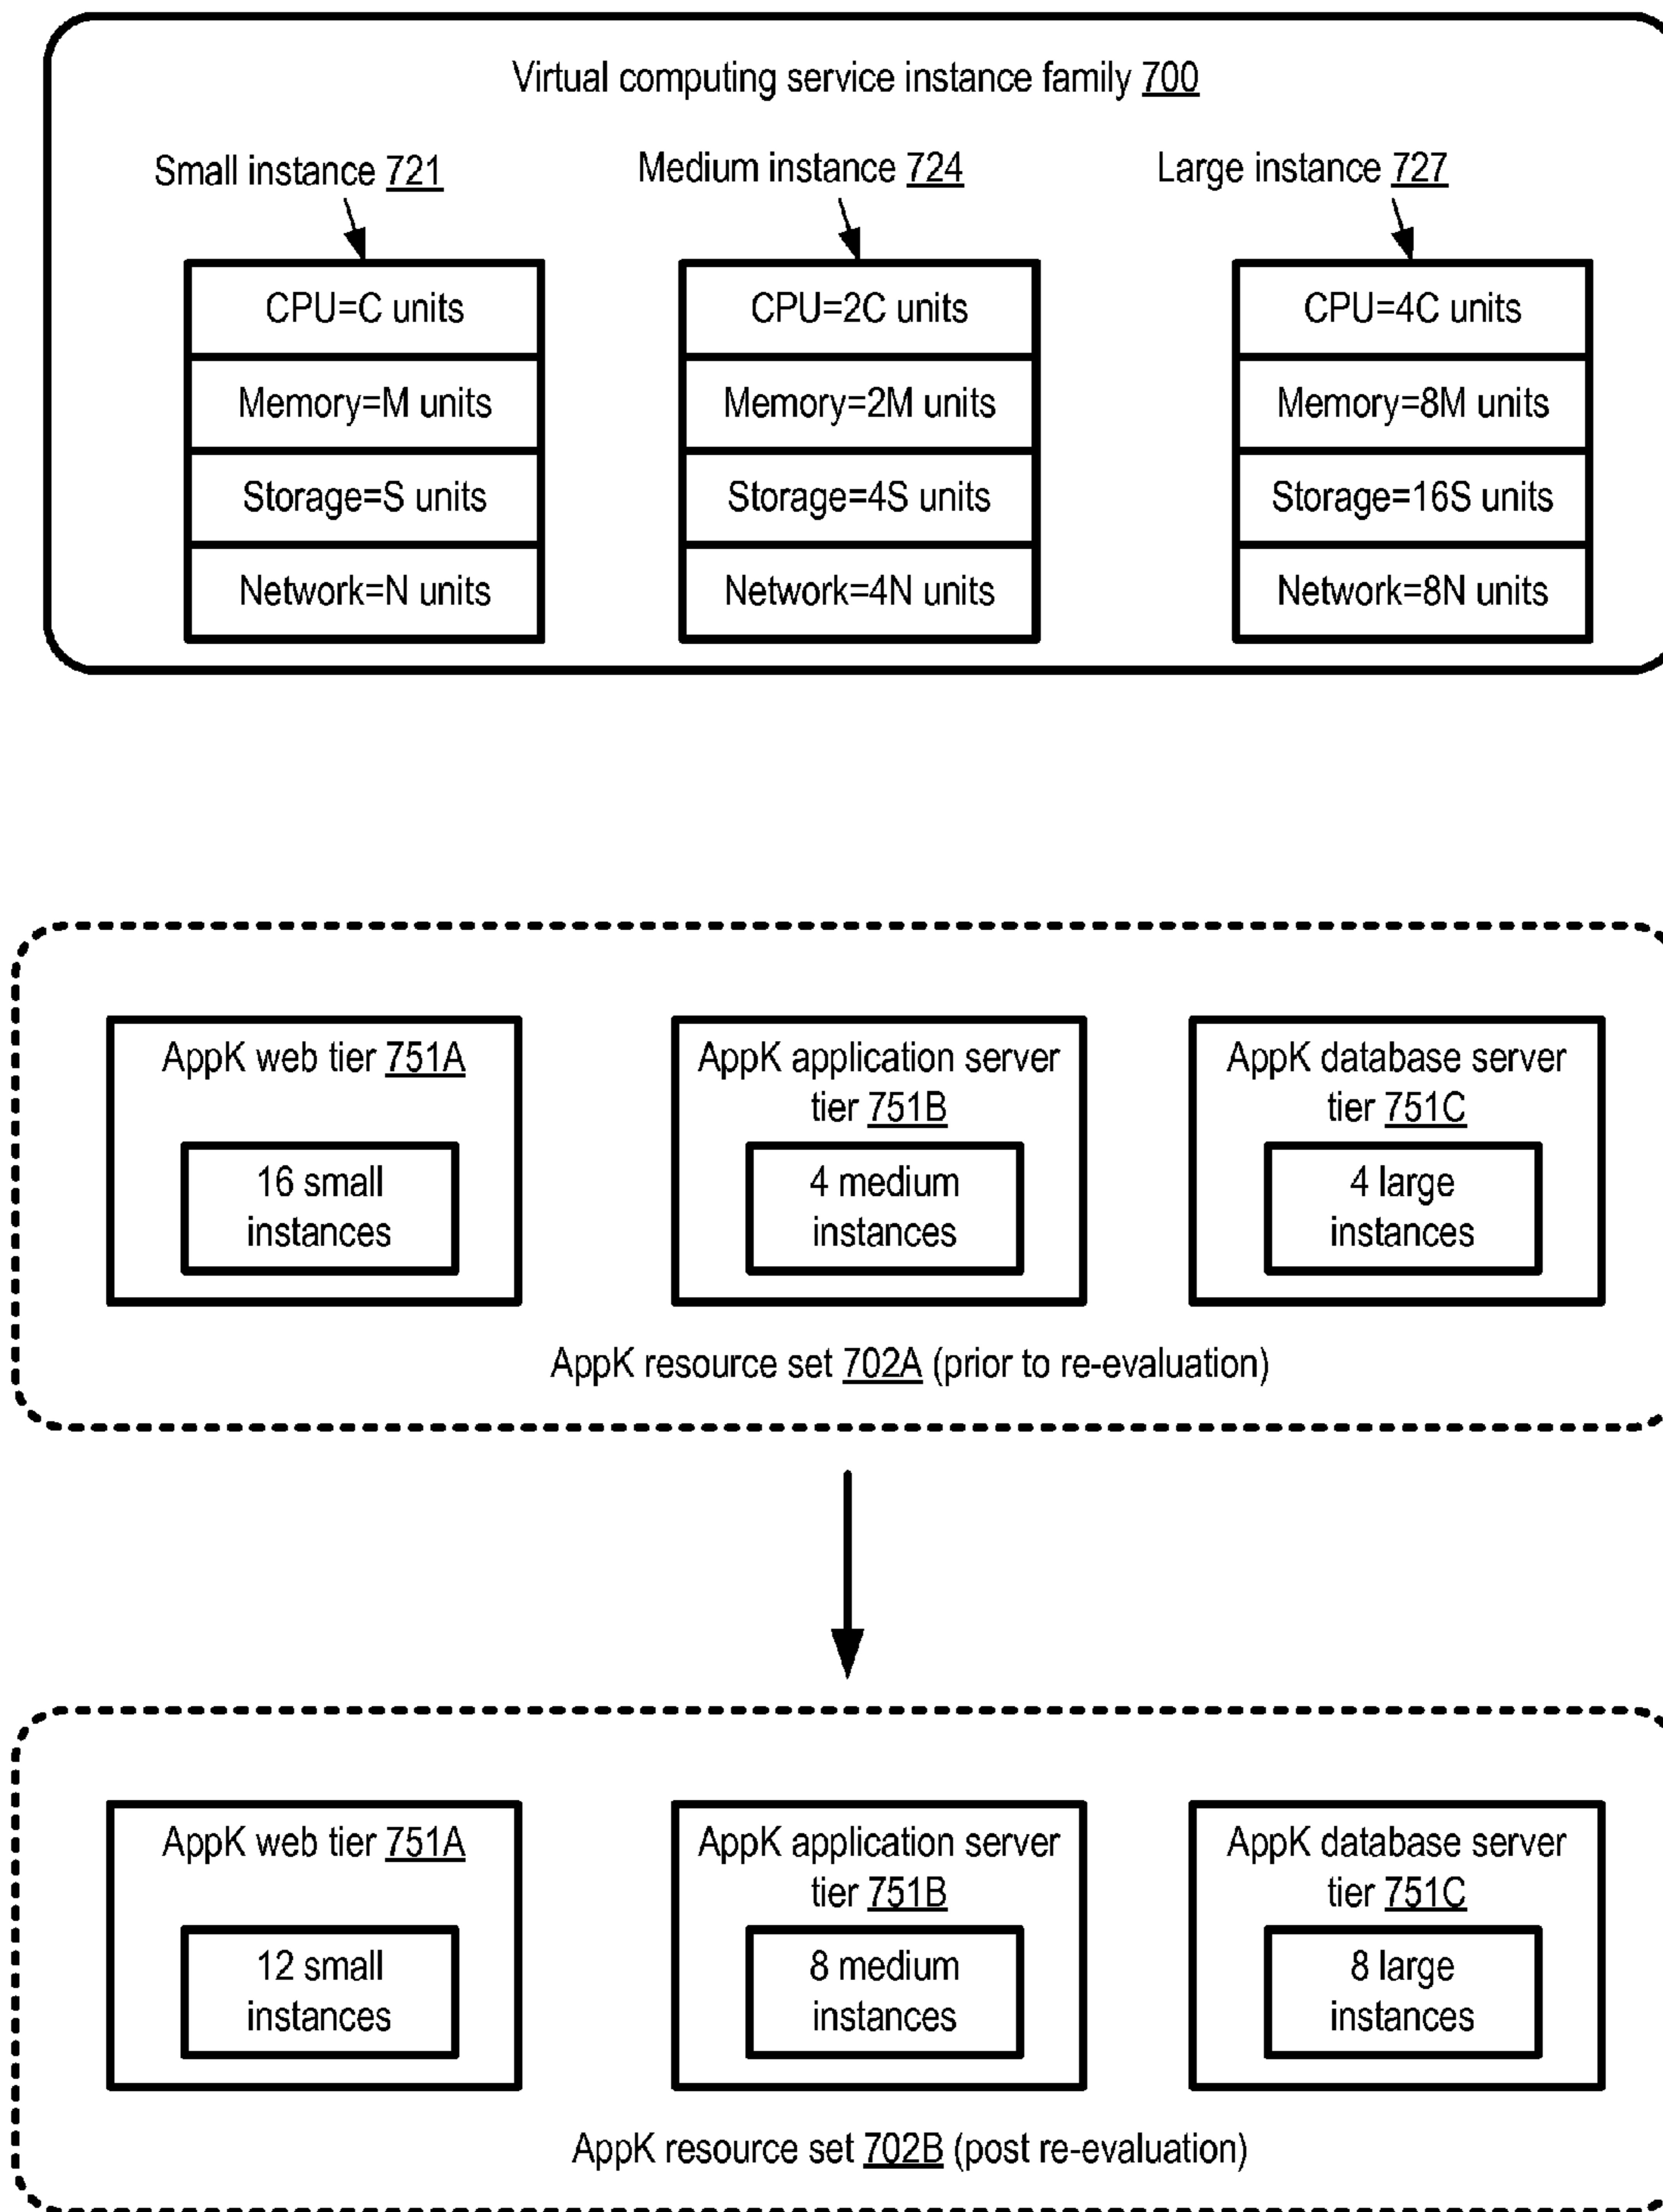 Virtual computing service instance family 700
Small instance 721
Medium instance 724
Large instance 727
CPU=C units
Memory=M units
Storage=S units
Network=N units
CPU=2C units
Memory=2M units
Storage=4S units
Network=4N units
CPU=4C units
Memory=8M units
Storage=16S units
Network=8N units
AppK web tier 751A
16 small
instances
AppK application server
tier 751B
4 medium
instances
AppK database server
tier 751C
4 large
instances
AppK resource set 702A (prior to re-evaluation)
AppK web tier 751A
12 small
instances
AppK application server
tier 751B
8 medium
instances
AppK database server
tier 751C
8 large
instances
AppK resource set 702B (post re-evaluation)